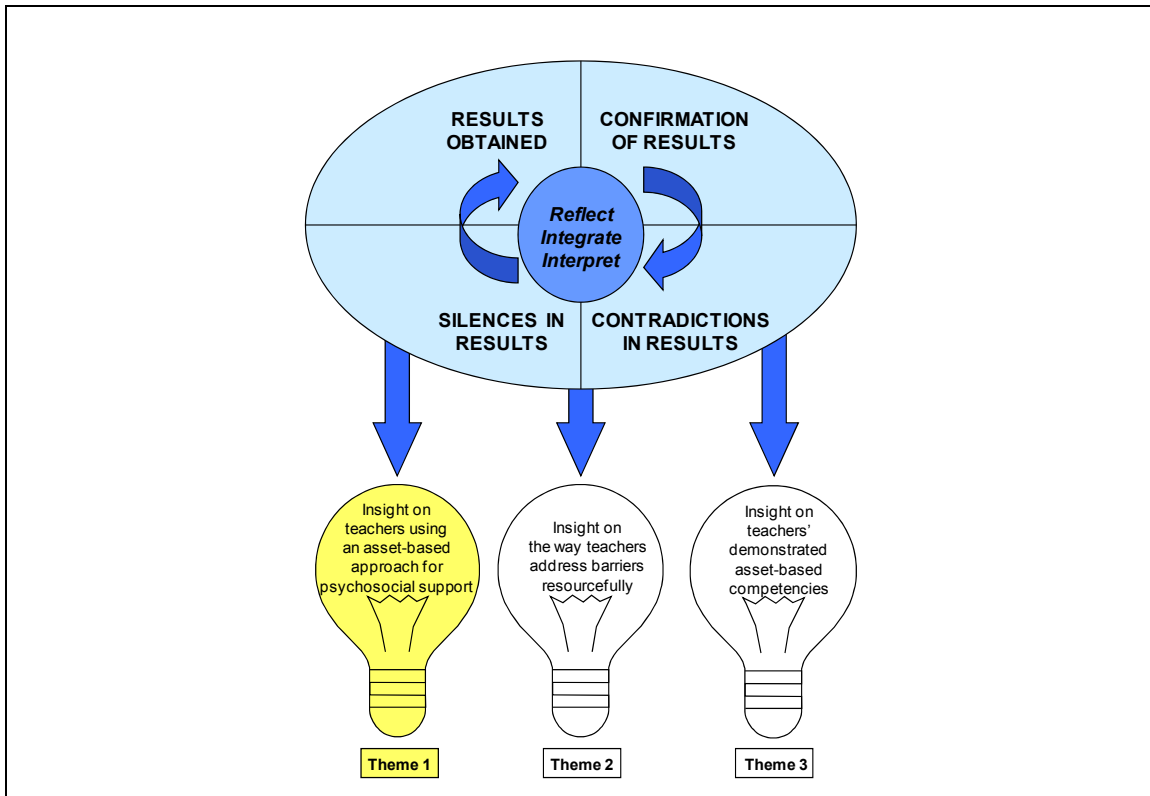 RESULTS
OBTAINED
CONFIRMATION
OF RESULTS
Reflect
Integrate
Interpret
SILENCES IN
RESULTS
CONTRADICTIONS
IN RESULTS
Insight on
teachers using
an asset-based
approach for
psychosocial support
Insight on
the way teachers
address barriers
resourcefully
Insight on
teachers’
demonstrated
asset-based
competencies
Theme 1
Theme 2
Theme 3